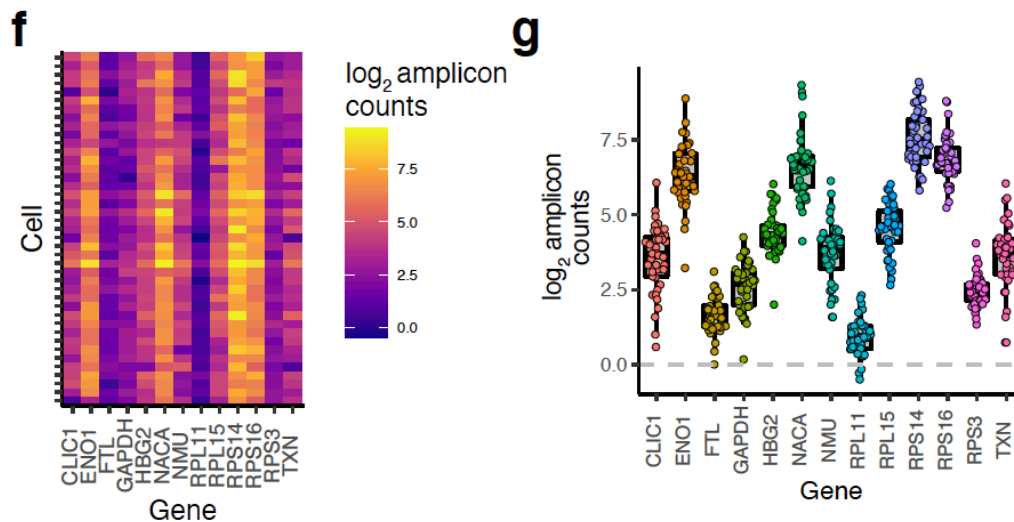 f
Cell
CLIC1
ENO1
FTL
GAPDH
HBG2
NACA
NMU
RPL11
RPL15
RPS14
RPS16
RPS3
TXN
Gene
log2 amplicon
counts
7.5
5.0
2.5
0.0
g
log2 amplicon
counts
7.5
5.0
2.5
0.0
CLIC1
ENO1
FTL
GAPDH
HBG2
NACA
NMU
RPL11
RPL15
RPS14
RPS16
RPS3
TXN
Gene